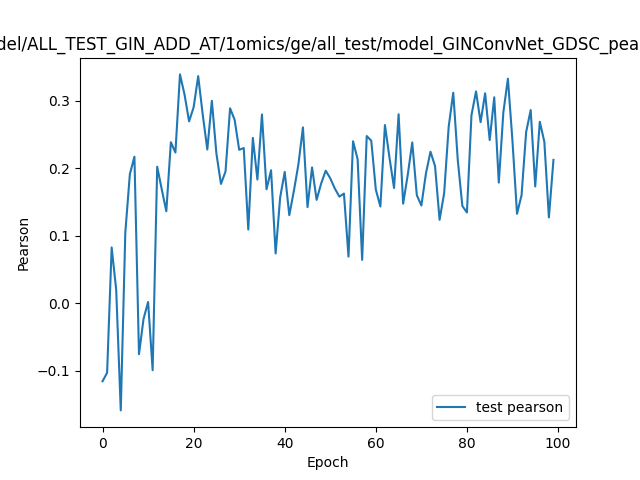 del/ALL_TEST_GIN_ADD_AT/1omics/ge/all_test/model_GINConvNet_GDSC_pea
0.3
0.2
0.1
0.0
−0.1
Pearson
0
20
40
60
80
100
Epoch
test pearson